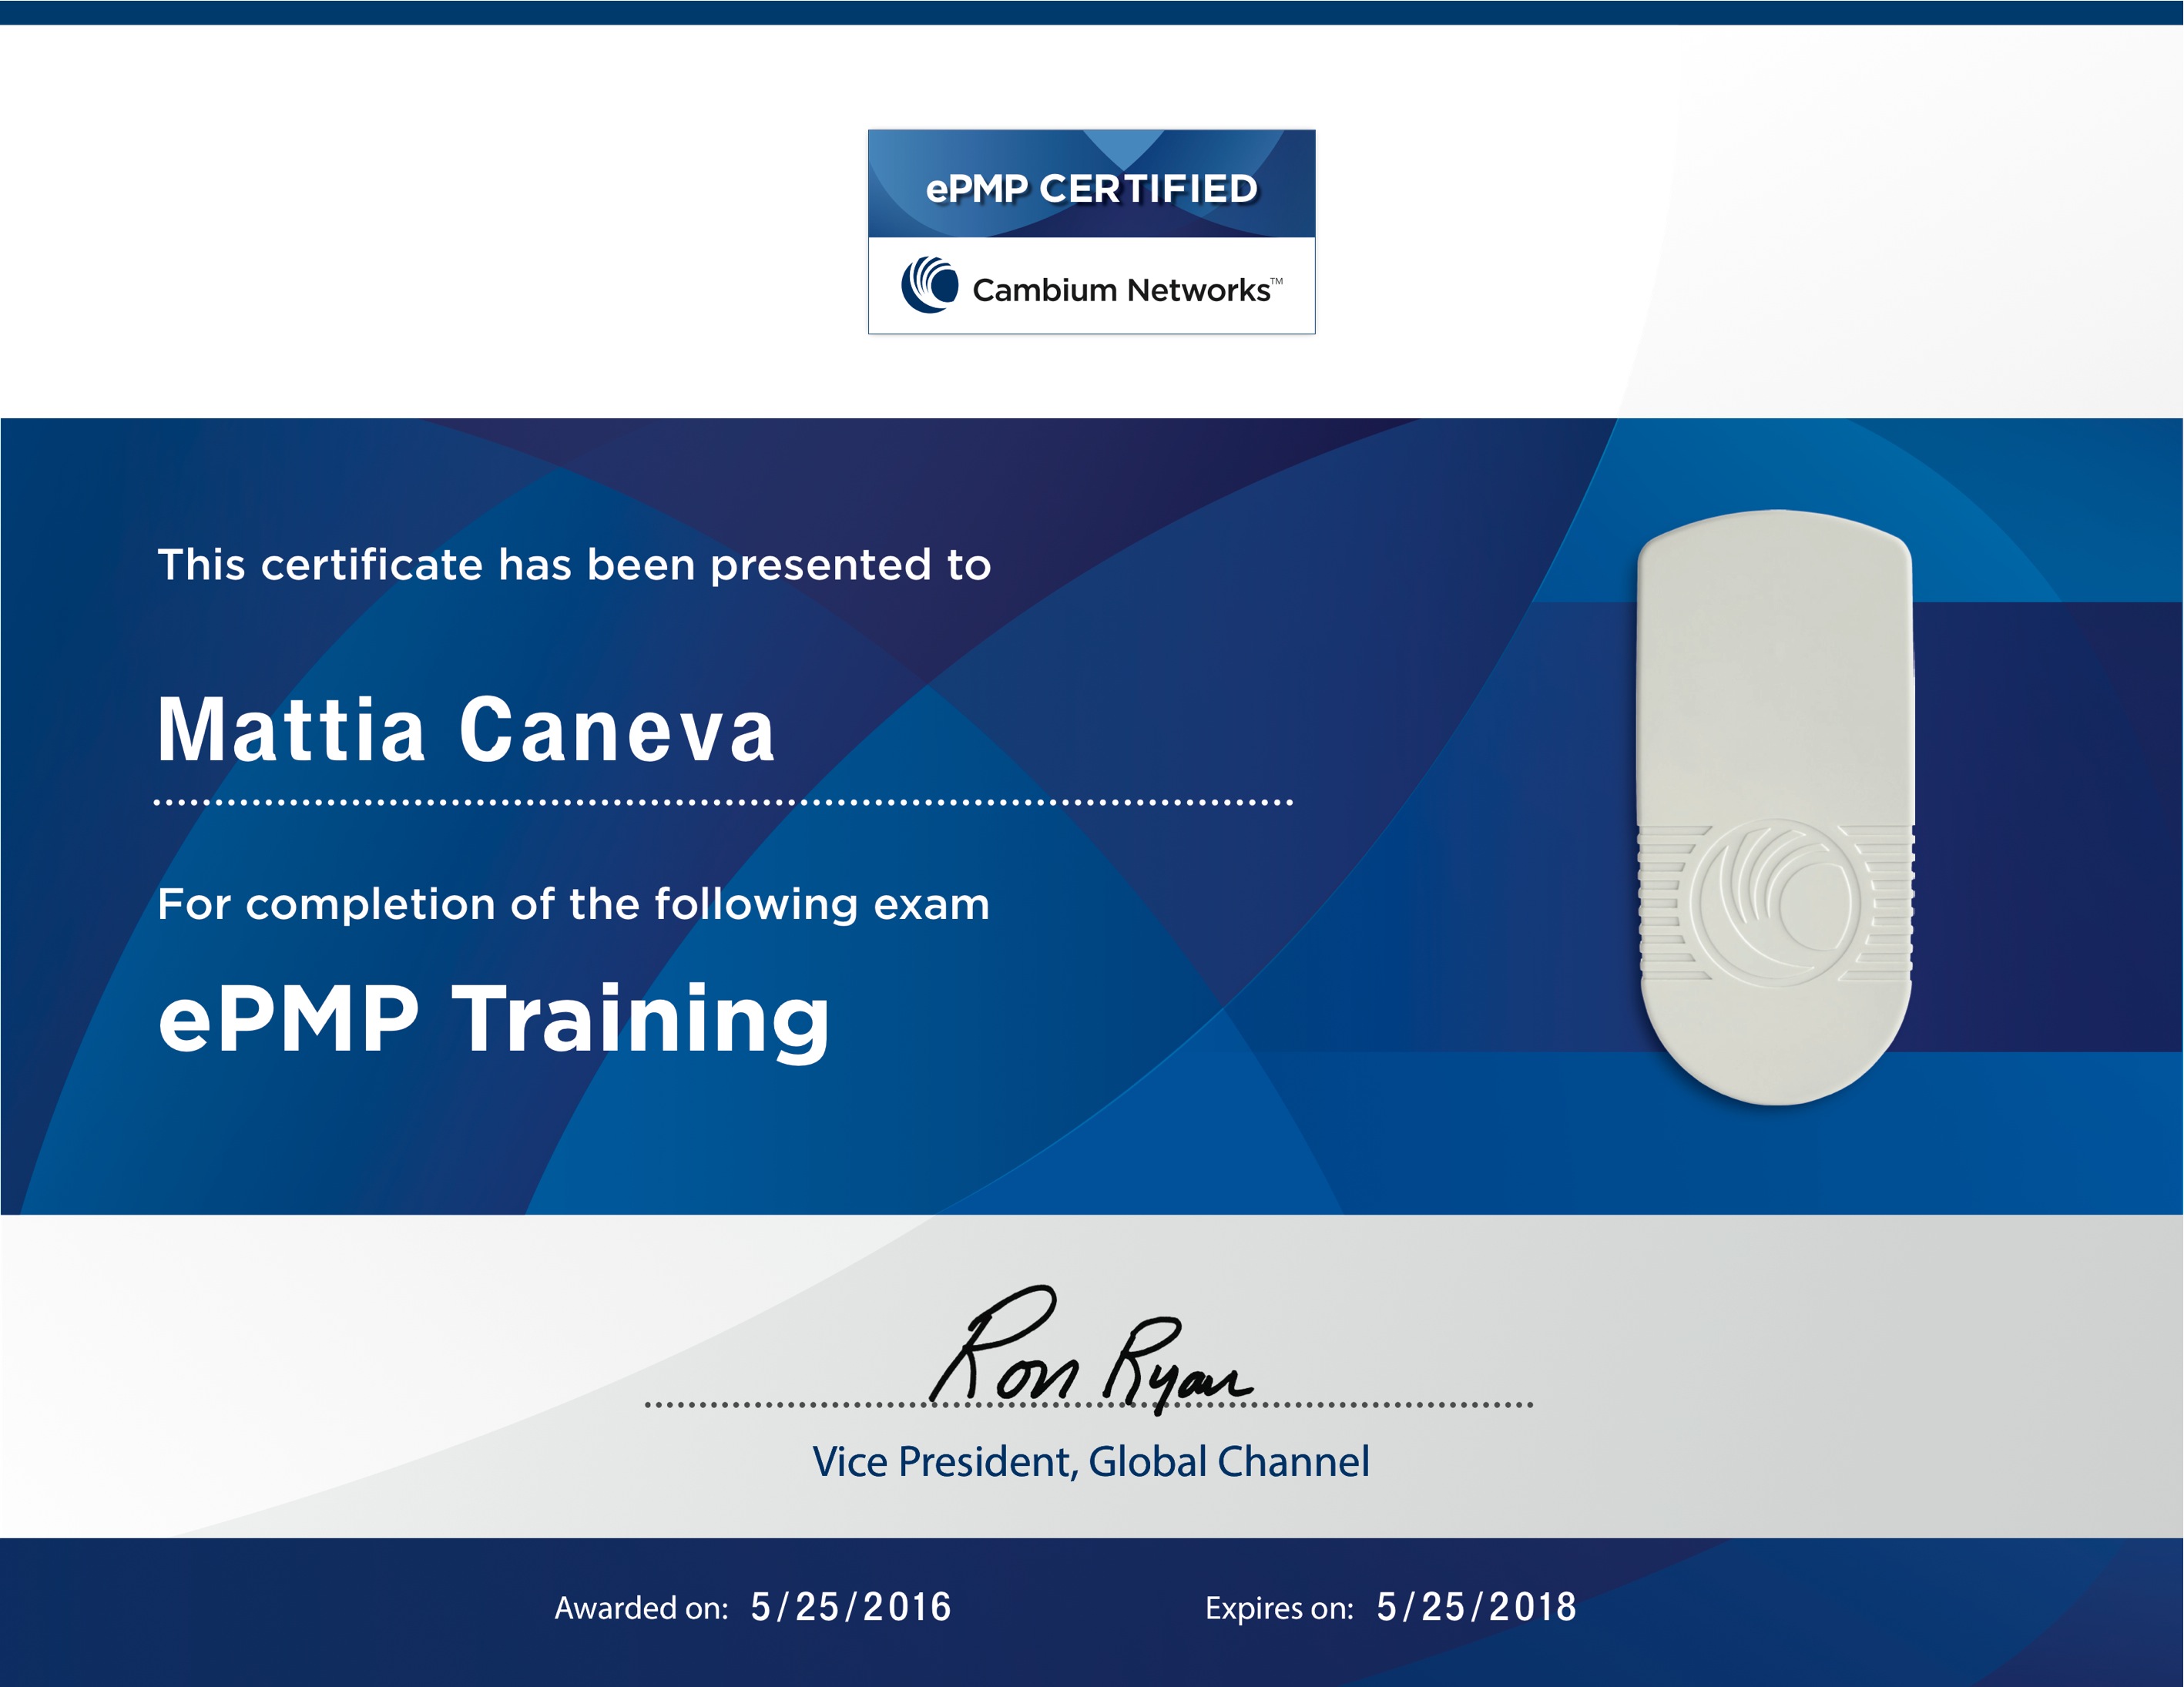 ePMP CERTIFIED
Cambium Networks™
This certificate has been presented to
Mattia Caneva
For completion of the following exam
ePMP Training
Ron Ryan
Vice President, Global Channel
Awarded on: 5/25/2016 Expires on: 5/25/2018